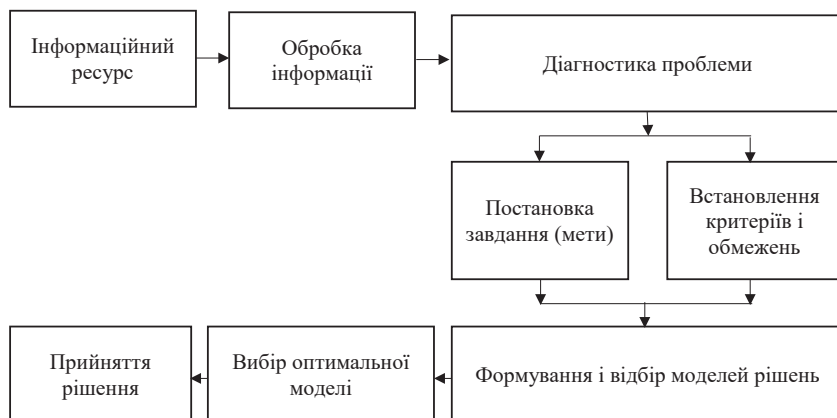 Інформаційний
ресурс
Обробка
інформації
Діагностика проблеми
Постановка
завдання (мети)
Встановлення
критеріїв і
обмежень
Прийняття
рішення
Вибір оптимальної
моделі
Формування і відбір моделей рішень